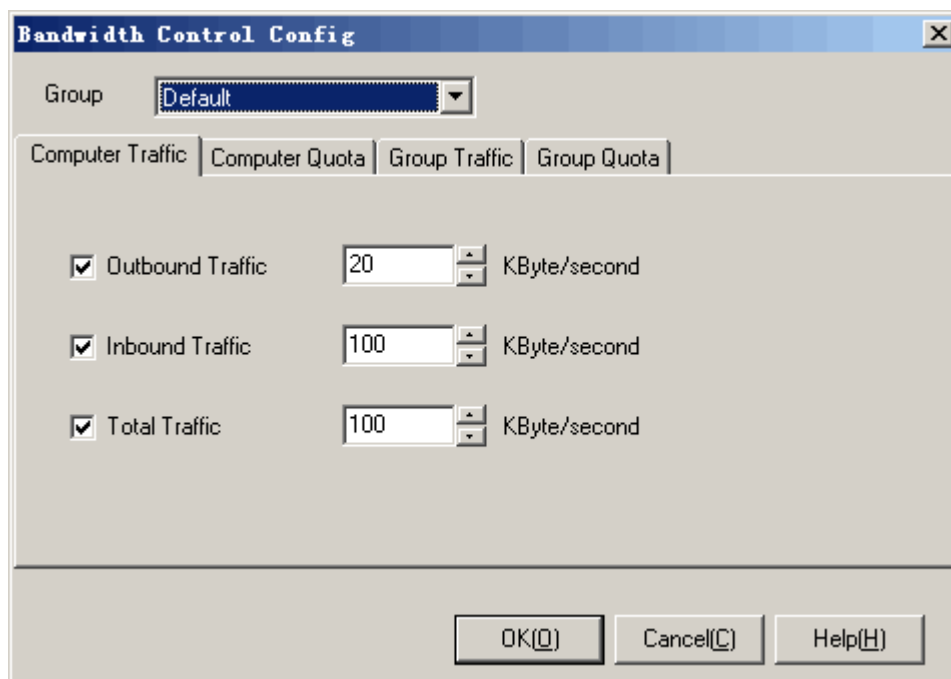 Bandwidth Control Config
Group Default
Computer Traffic Computer Quota Group Traffic Group Quota
Outbound Traffic 20 KByte/second
Inbound Traffic 100 KByte/second
Total Traffic 100 KByte/second
OK(O) Cancel(C) Help(H)